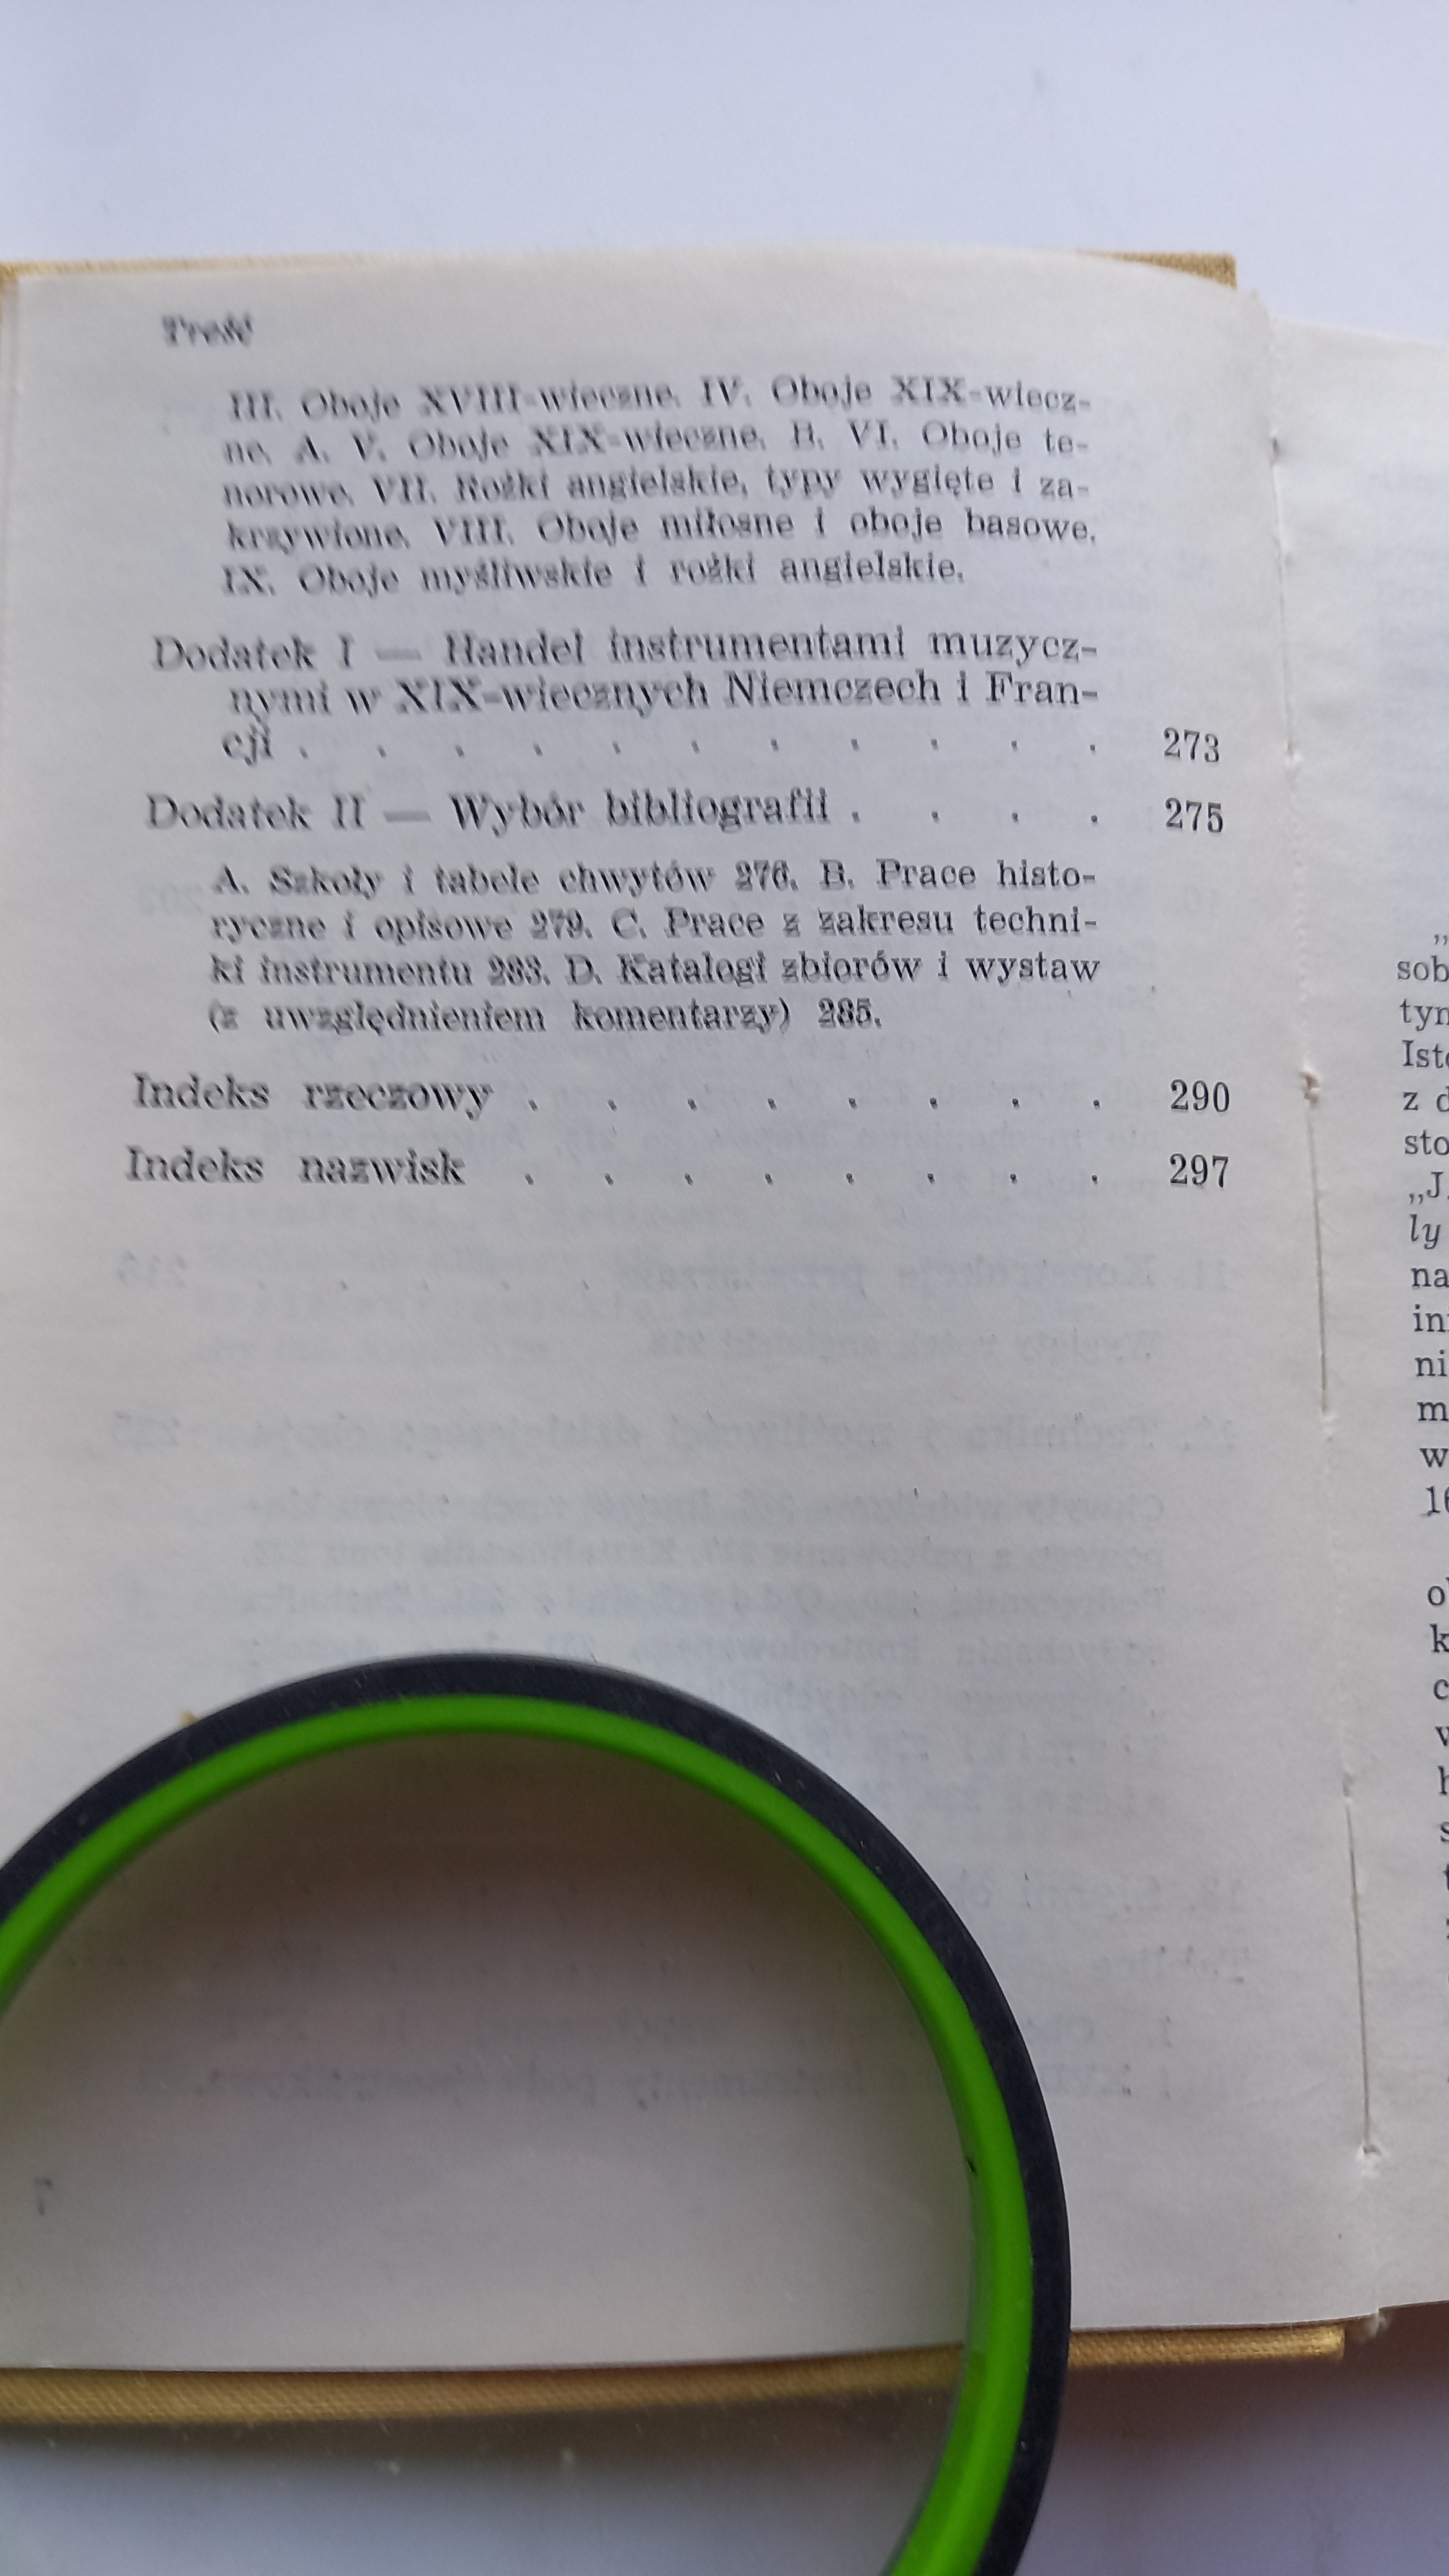 Treść
III. Oboje XVIII-wieczne. IV. Oboje XIX-wiecz-
ne. A. V. Oboje XIX-wieczne. B. VI. Oboje te-
norowe. VII. Rożki angielskie, typy wygięte i za-
krzywione. VIII. Oboje miłosne i oboje basowe.
IX. Oboje myśliwskie i rożki angielskie.
Dodatek I — Handel instrumentami muzycz-
nymi w XIX-wiecznych Niemczech i Fran-
cji . . . . . . . . . . . 273
Dodatek II — Wybór bibliografii . . . . 275
A. Szkoły i tabele chwytów 276. B. Prace histo-
ryczne i opisowe 279. C. Prace z zakresu techni-
ki instrumentu 283. D. Katalogi zbiorów i wystaw
(z uwzględnieniem komentarzy) 285.
Indeks rzeczowy . . . . . . . . 290
Indeks nazwisk . . . . . . . . 297
7
„
sob
tyn
Isto
z d
sto
„J.
ly
na
in
ni
m
w
16
o
k
c
w
h
s
t